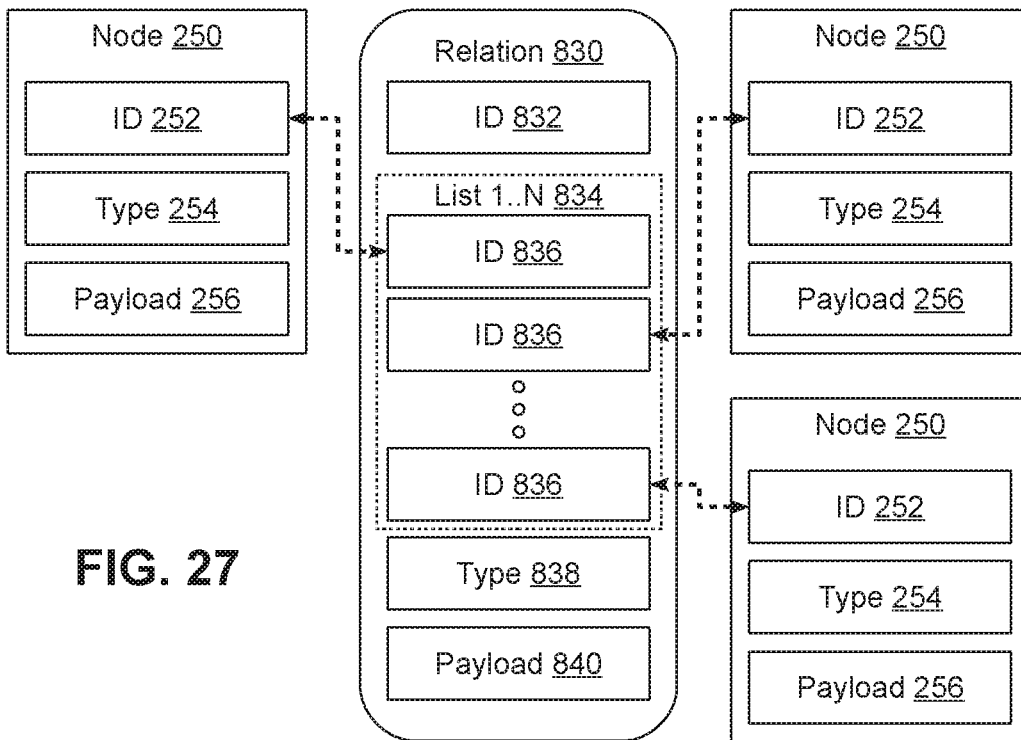 Node 250
ID 252
Type 254
Payload 256
Relation 830
ID 832
List 1..N 834
ID 836
ID 836
ID 836
Type 838
Payload 840
Node 250
ID 252
Type 254
Payload 256
Node 250
ID 252
Type 254
Payload 256
FIG. 27